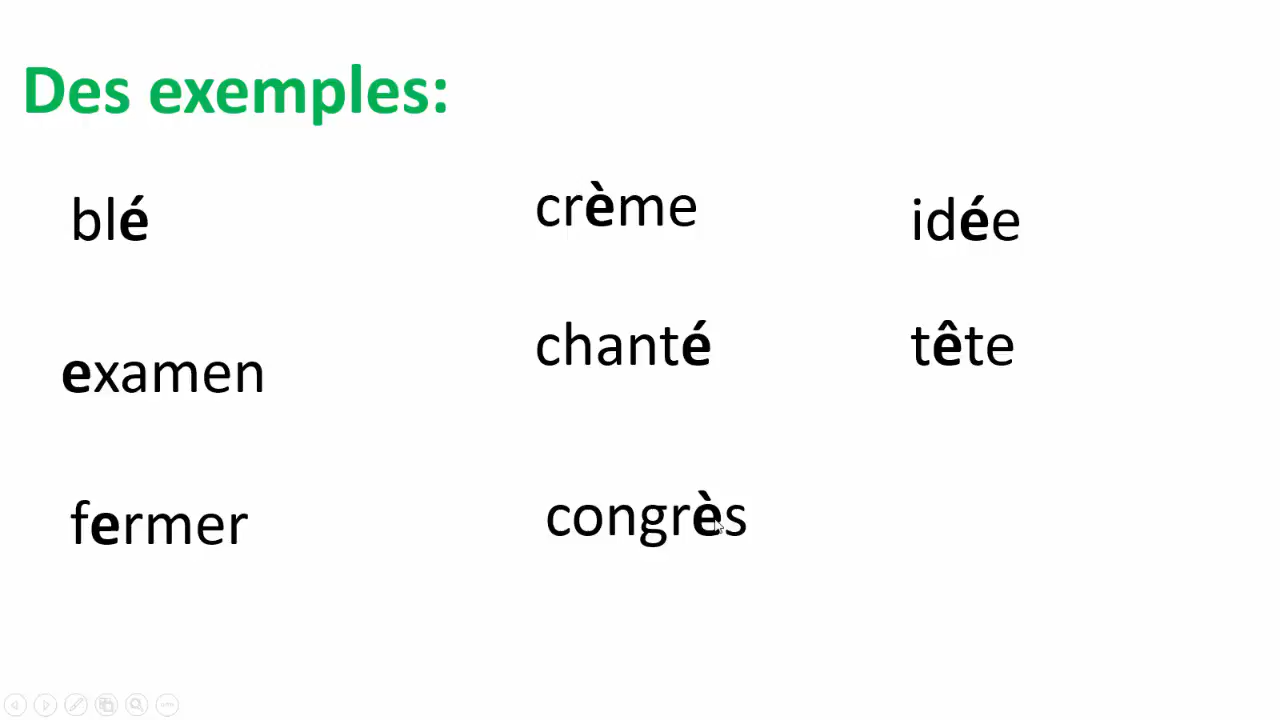 Des exemples:
blé
crème
idée
examen
chanté
tête
fermer
congrès